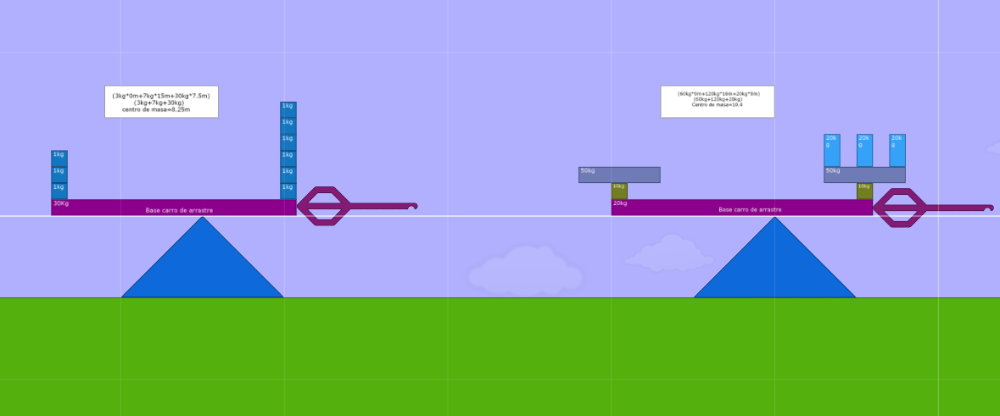 (3kg*0m+7kg*15m+30kg*7.5m)
(3kg+7kg+30kg)
centro de masa=8.25m
(60kg*0m+120kg*16m+20kg*8m)
(60kg+120kg+20kg)
Centro de masa=10.4
1kg
1kg
1kg
1kg
1kg
1kg
1kg
1kg
1kg
30Kg
Base carro de arrastre
20k
g
20k
g
20k
g
50kg
50kg
10kg
10kg
20kg
Base carro de arrastre